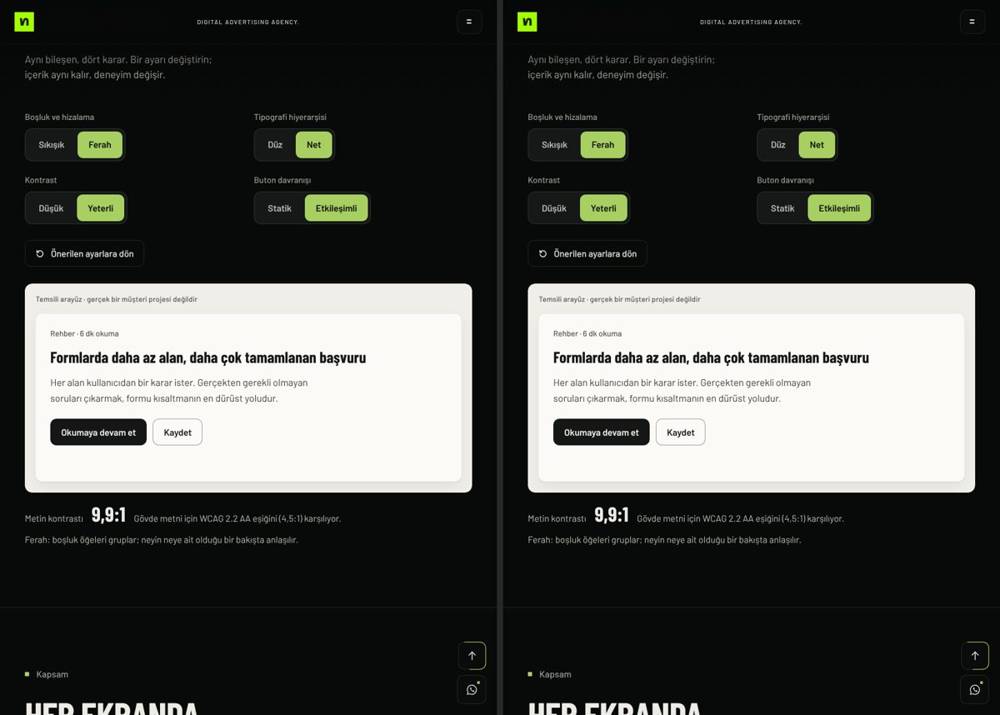 DIGITAL ADVERTISING AGENCY.
Aynı bileşen, dört karar. Bir ayarı değiştirin;
içerik aynı kalır, deneyim değişir.
Boşluk ve hizalama
Sıkışık Ferah
Tipografi hiyerarşisi
Düz Net
Kontrast
Düşük Yeterli
Buton davranışı
Statik Etkileşimli
Önerilen ayarlara dön
Temsili arayüz · gerçek bir müşteri projesi değildir
Rehber · 6 dk okuma
Formlarda daha az alan, daha çok tamamlanan başvuru
Her alan kullanıcıdan bir karar ister. Gerçekten gerekli olmayan
soruları çıkarmak, formu kısaltmanın en dürüst yoludur.
Okumaya devam et Kaydet
Metin kontrastı 9,9:1 Gövde metni için WCAG 2.2 AA eşiğini (4,5:1) karşılıyor.
Ferah: boşluk öğeleri gruplar; neyin neye ait olduğu bir bakışta anlaşılır.
Kapsam
HER EKRANDA
DIGITAL ADVERTISING AGENCY.
Aynı bileşen, dört karar. Bir ayarı değiştirin;
içerik aynı kalır, deneyim değişir.
Boşluk ve hizalama
Sıkışık Ferah
Tipografi hiyerarşisi
Düz Net
Kontrast
Düşük Yeterli
Buton davranışı
Statik Etkileşimli
Önerilen ayarlara dön
Temsili arayüz · gerçek bir müşteri projesi değildir
Rehber · 6 dk okuma
Formlarda daha az alan, daha çok tamamlanan başvuru
Her alan kullanıcıdan bir karar ister. Gerçekten gerekli olmayan
soruları çıkarmak, formu kısaltmanın en dürüst yoludur.
Okumaya devam et Kaydet
Metin kontrastı 9,9:1 Gövde metni için WCAG 2.2 AA eşiğini (4,5:1) karşılıyor.
Ferah: boşluk öğeleri gruplar; neyin neye ait olduğu bir bakışta anlaşılır.
Kapsam
HER EKRANDA